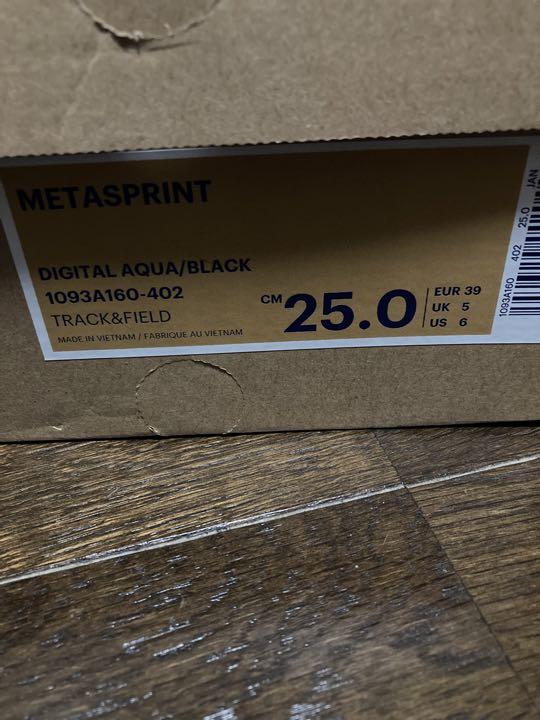 METASPRINT
DIGITAL AQUA/BLACK
1093A160-402
TRACK&FIELD
MADE IN VIETNAM / FABRIQUE AU VIETNAM
CM 25.0
EUR 39
UK 5
US 6
1093A160 402 25.0 JAN